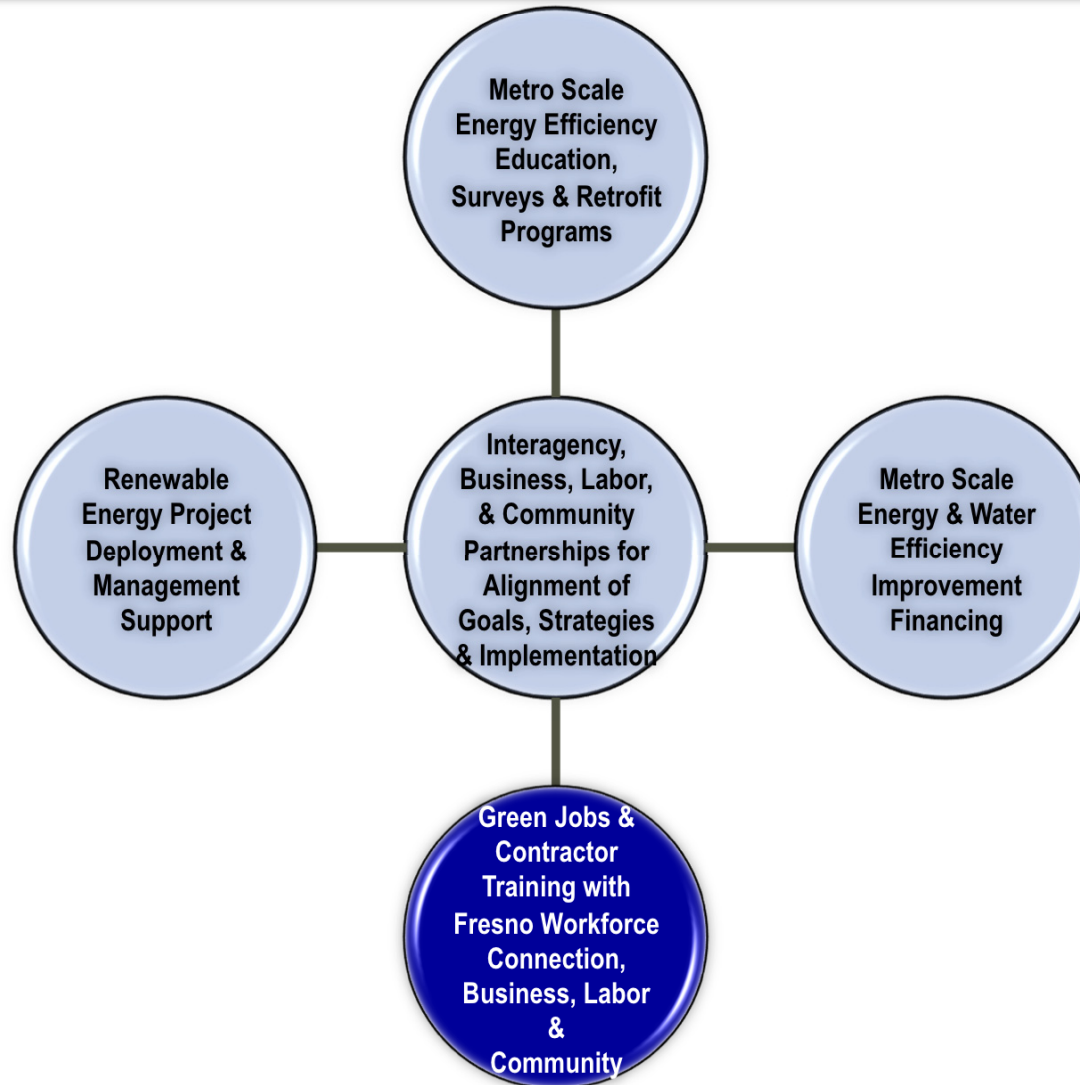 Metro Scale
Energy Efficiency
Education,
Surveys & Retrofit
Programs
Renewable
Energy Project
Deployment &
Management
Support
Interagency,
Business, Labor,
& Community
Partnerships for
Alignment of
Goals, Strategies
& Implementation
Metro Scale
Energy & Water
Efficiency
Improvement
Financing
Green Jobs &
Contractor
Training with
Fresno Workforce
Connection,
Business, Labor
&
Community